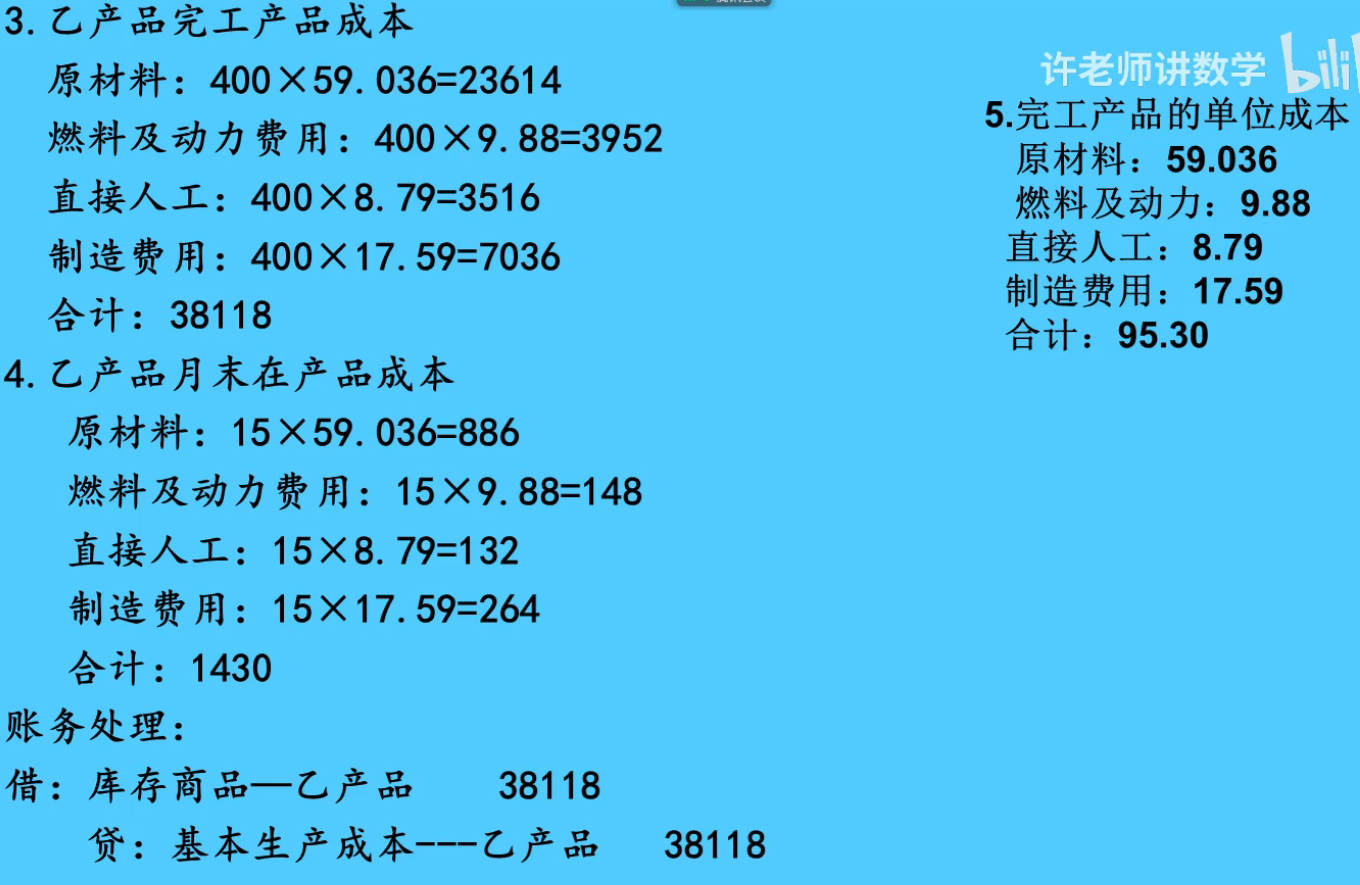 3. 乙产品完工产品成本
原材料：400×59.036=23614
燃料及动力费用：400×9.88=3952
直接人工：400×8.79=3516
制造费用：400×17.59=7036
合计：38118
4. 乙产品月末在产品成本
原材料：15×59.036=886
燃料及动力费用：15×9.88=148
直接人工：15×8.79=132
制造费用：15×17.59=264
合计：1430
账务处理：
借：库存商品—乙产品 38118
贷：基本生产成本---乙产品 38118
许老师讲数学 bili
5.完工产品的单位成本
原材料：59.036
燃料及动力：9.88
直接人工：8.79
制造费用：17.59
合计：95.30